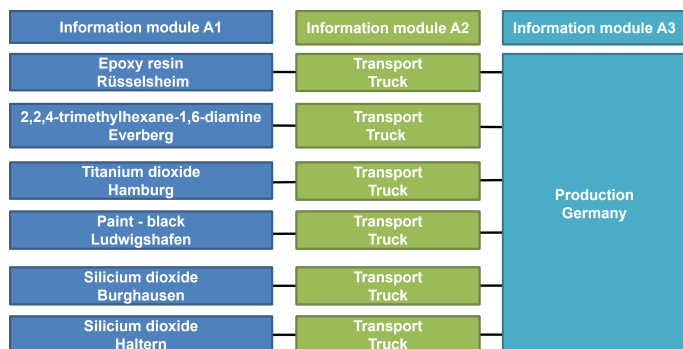 Information module A1
Information module A2
Information module A3
Epoxy resin
Rüsselsheim
Transport
Truck
2,2,4-trimethylhexane-1,6-diamine
Everberg
Transport
Truck
Titanium dioxide
Hamburg
Transport
Truck
Production
Germany
Paint - black
Ludwigshafen
Transport
Truck
Silicium dioxide
Burghausen
Transport
Truck
Silicium dioxide
Haltern
Transport
Truck